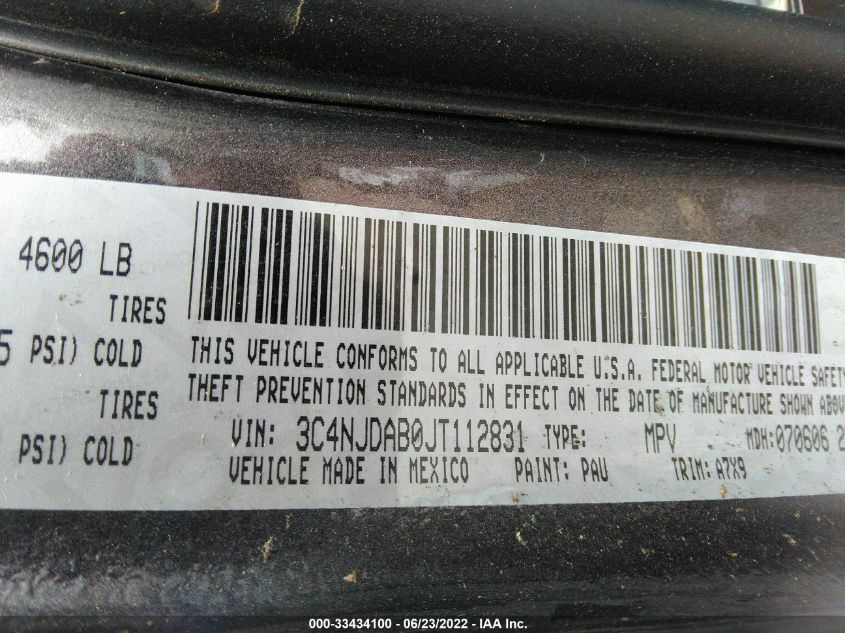 4600 LB
TIRES
5 PSI) COLD
THIS VEHICLE CONFORMS TO ALL APPLICABLE U.S.A. FEDERAL MOTOR VEHICLE SAFETY
THEFT PREVENTION STANDARDS IN EFFECT ON THE DATE OF MANUFACTURE SHOWN ABOV
TIRES
VIN: 3C4NJDAB0JT112831 TYPE: MPV MDH:070606 2
PSI) COLD
VEHICLE MADE IN MEXICO PAINT: PAU TRIM: A7X9
000-33434100 - 06/23/2022 - IAA Inc.